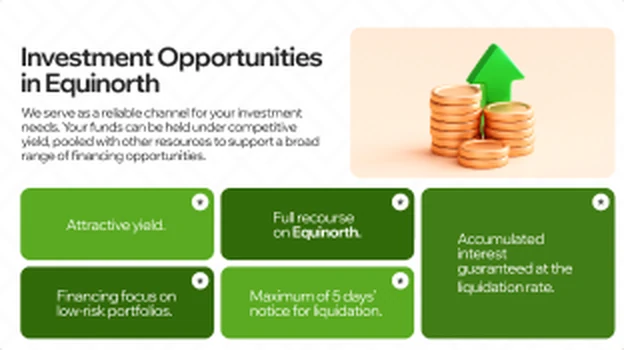 Investment Opportunities
in Equinorth
We serve as a reliable channel for your investment
needs. Your funds can be held under competitive
yield, pooled with other resources to support a broad
range of financing opportunities.
Attractive yield.
Full recourse
on Equinorth.
Accumulated
interest
guaranteed at the
liquidation rate.
Financing focus on
low-risk portfolios.
Maximum of 5 days'
notice for liquidation.